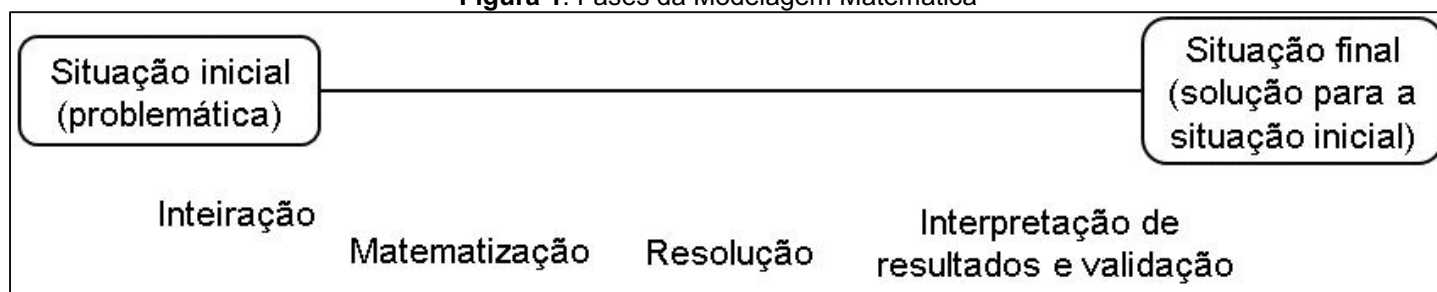 Figura 1. Fases da Modelagem Matemática
Situação inicial
(problemática)
Situação final
(solução para a
situação inicial)
Inteiração
Matematização
Resolução
Interpretação de
resultados e validação